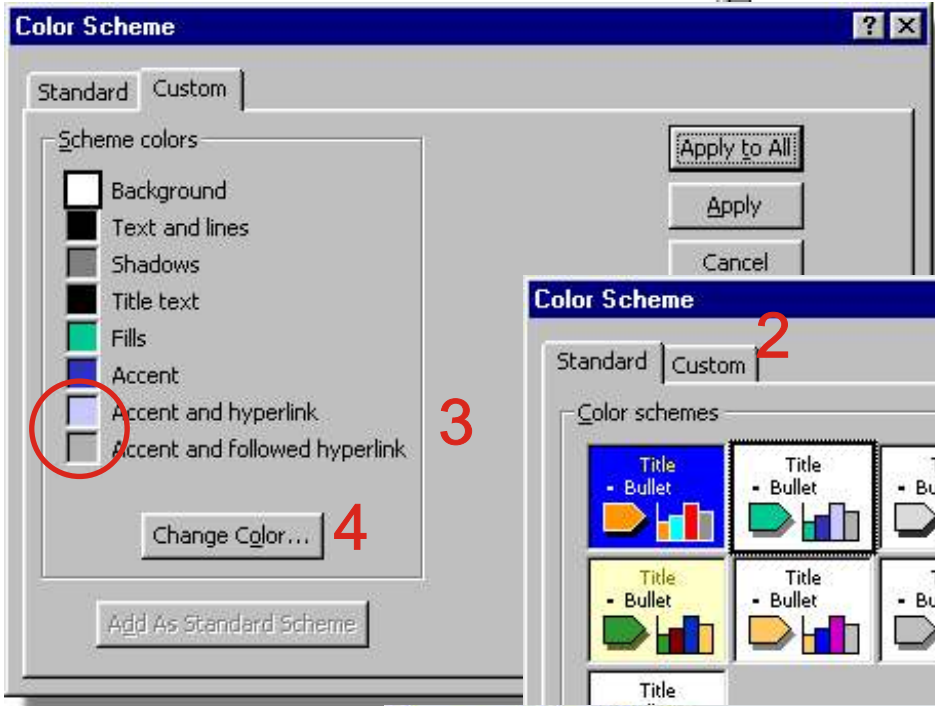 Color Scheme
Standard Custom
Scheme colors
Background
Text and lines
Shadows
Title text
Fills
Accent
Accent and hyperlink
Accent and followed hyperlink
3
Change Color...
4
Add As Standard Scheme
Apply to All
Apply
Cancel
Color Scheme
2
Standard Custom
Color schemes
Title
- Bullet
Title
- Bullet
Title
- Bullet
Title
- Bullet
Title